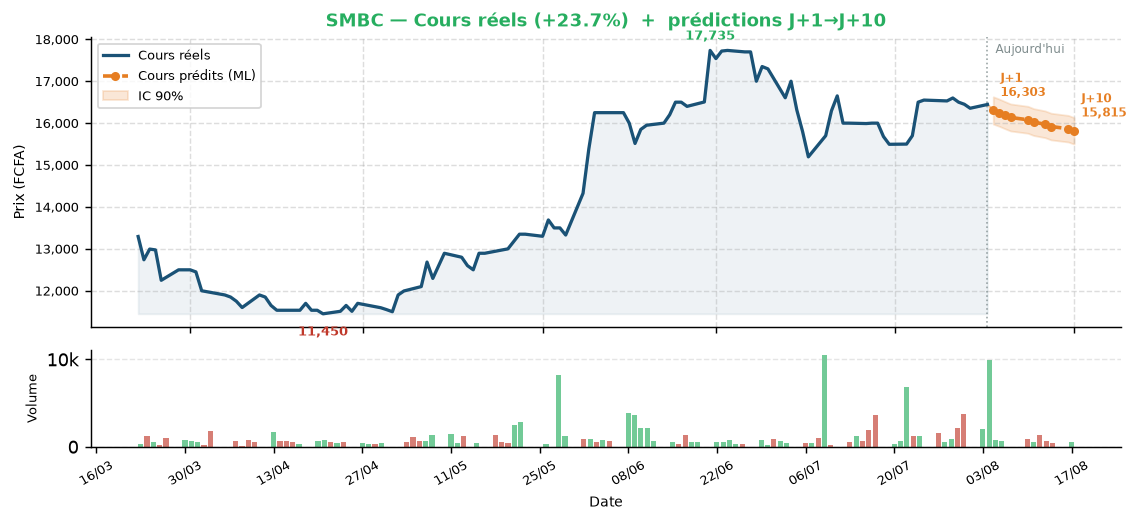 SMBC — Cours réels (+23.7%)  +  prédictions J+1→J+10
17,735
Aujourd'hui
Cours réels
Cours prédits (ML)
IC 90%
J+1
16,303
J+10
15,815
11,450
Prix (FCFA)
18,000
17,000
16,000
15,000
14,000
13,000
12,000
Volume
10k
0
16/03
30/03
13/04
27/04
11/05
25/05
08/06
22/06
06/07
20/07
03/08
17/08
Date